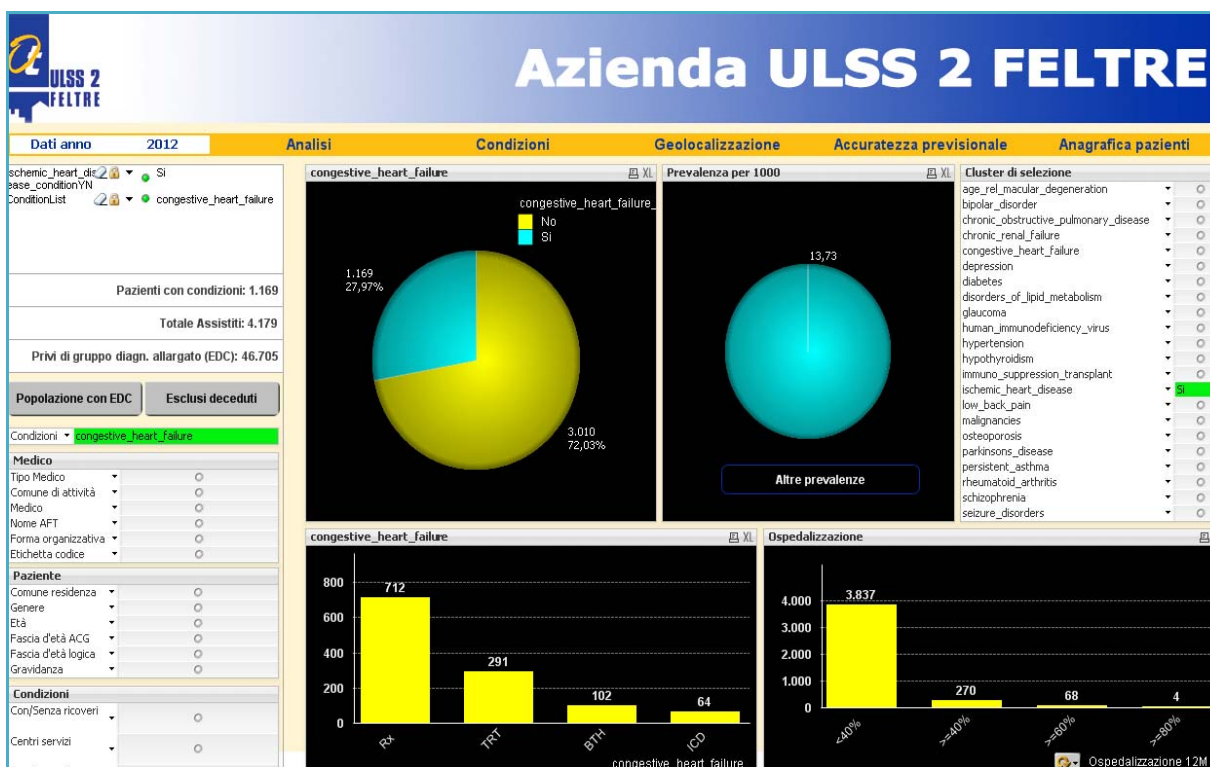 ULSS 2
FELTRE
Azienda ULSS 2 FELTRE
Dati anno 2012 Analisi Condizioni Geolocalizzazione Accuratezza previsionale Anagrafica pazienti
schemic_heart_dis Si
ease_conditionYN
ConditionList congestive_heart_failure
Pazienti con condizioni: 1.169
Totale Assistiti: 4.179
Privi di gruppo diagn. allargato (EDC): 46.705
Popolazione con EDC Esclusi deceduti
Condizioni congestive_heart_failure
Medico
Tipo Medico
Comune di attività
Medico
Nome AFT
Forma organizzativa
Etichetta codice
Paziente
Comune residenza
Genere
Età
Fascia d'età ACG
Fascia d'età logica
Gravidanza
Condizioni
Con/Senza ricoveri
Centri servizi
congestive_heart_failure XL
congestive_heart_failure_
No
Si
1.169
27,97%
3.010
72,03%
Prevalenza per 1000 XL
13,73
Altre prevalenze
Cluster di selezione
age_rel_macular_degeneration
bipolar_disorder
chronic_obstructive_pulmonary_disease
chronic_renal_failure
congestive_heart_failure
depression
diabetes
disorders_of_lipid_metabolism
glaucoma
human_immunodeficiency_virus
hypertension
hypothyroidism
immuno_suppression_transplant
ischemic_heart_disease Si
low_back_pain
malignancies
osteoporosis
parkinsons_disease
persistent_asthma
rheumatoid_arthritis
schizophrenia
seizure_disorders
congestive_heart_failure XL
800
600
400
200
0
712
291
102
64
Rx
TRT
BTH
ICD
congestive_heart_failure
Ospedalizzazione
4.000
3.000
2.000
1.000
0
3.837
270
68
4
<40%
>=40%
>=60%
>=80%
Ospedalizzazione 12M